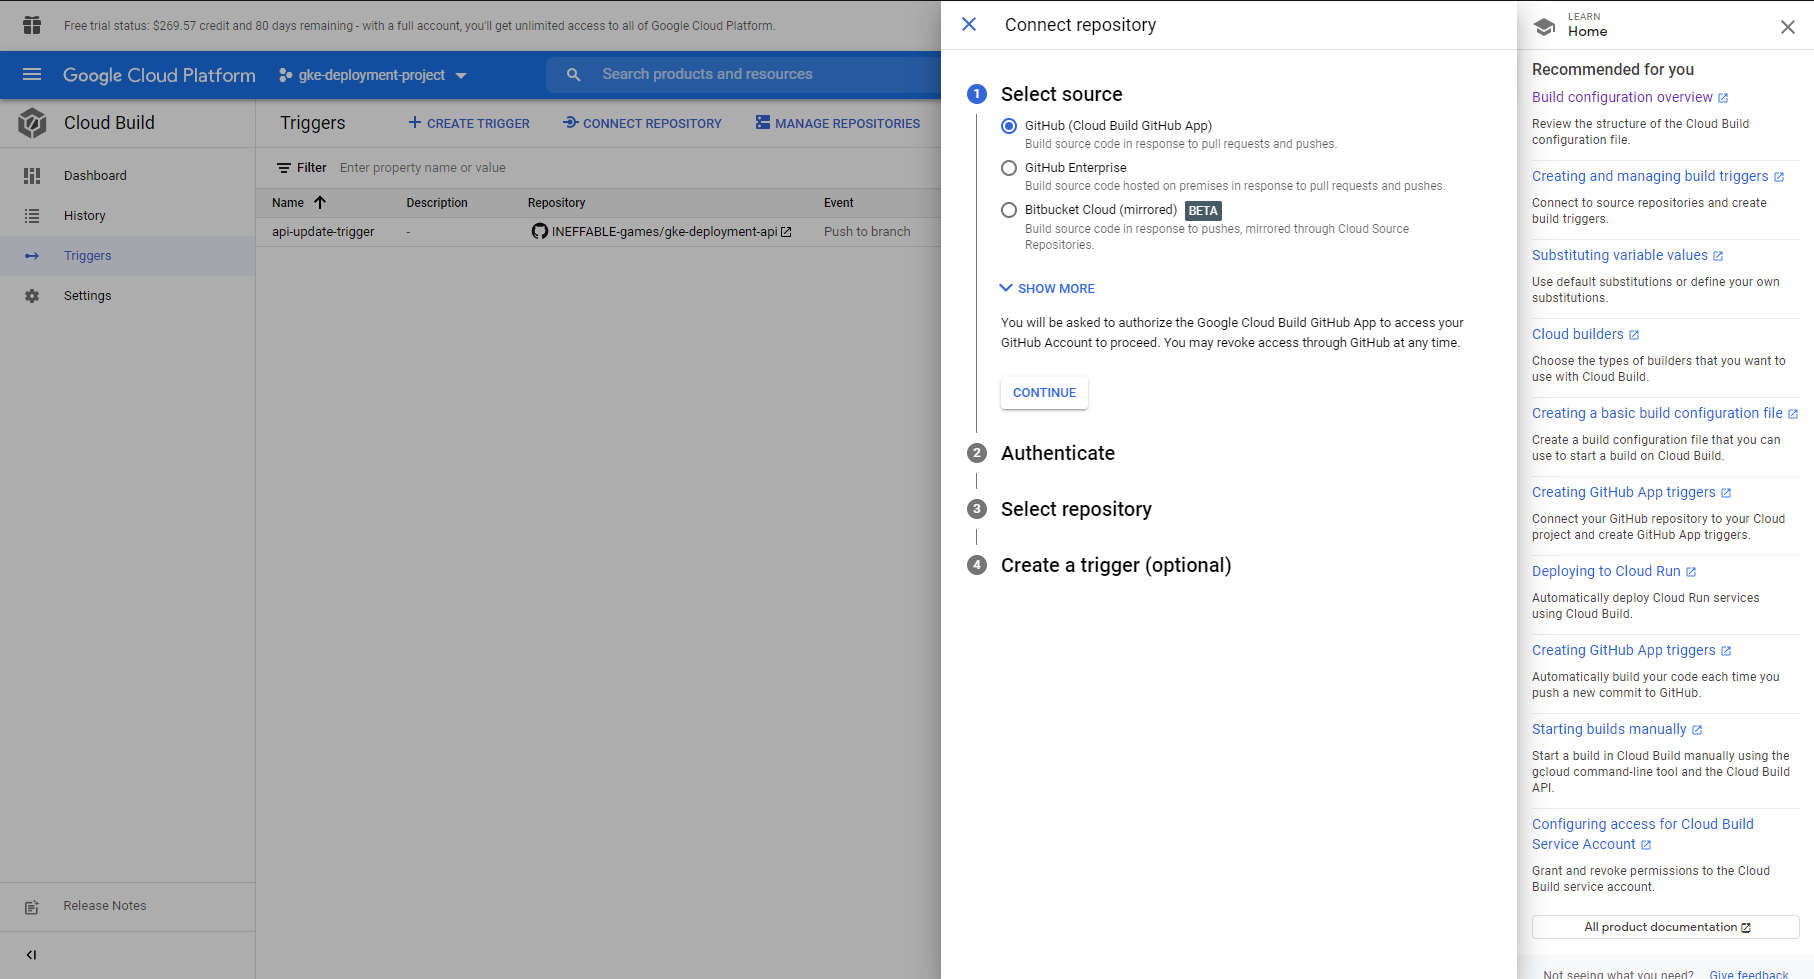 Free trial status: $269.57 credit and 80 days remaining - with a full account, you'll get unlimited access to all of Google Cloud Platform.
Google Cloud Platform
gke-deployment-project
Search products and resources
Cloud Build
Dashboard
History
Triggers
Settings
Release Notes
Triggers
CREATE TRIGGER
CONNECT REPOSITORY
MANAGE REPOSITORIES
Filter
Enter property name or value
Name
Description
Repository
Event
api-update-trigger
-
INEFFABLE-games/gke-deployment-api
Push to branch
Connect repository
1
Select source
GitHub (Cloud Build GitHub App)
Build source code in response to pull requests and pushes.
GitHub Enterprise
Build source code hosted on premises in response to pull requests and pushes.
Bitbucket Cloud (mirrored)
BETA
Build source code in response to pushes, mirrored through Cloud Source
Repositories.
SHOW MORE
You will be asked to authorize the Google Cloud Build GitHub App to access your
GitHub Account to proceed. You may revoke access through GitHub at any time.
CONTINUE
2
Authenticate
3
Select repository
4
Create a trigger (optional)
LEARN
Home
Recommended for you
Build configuration overview
Review the structure of the Cloud Build
configuration file.
Creating and managing build triggers
Connect to source repositories and create
build triggers.
Substituting variable values
Use default substitutions or define your own
substitutions.
Cloud builders
Choose the types of builders that you want to
use with Cloud Build.
Creating a basic build configuration file
Create a build configuration file that you can
use to start a build on Cloud Build.
Creating GitHub App triggers
Connect your GitHub repository to your Cloud
project and create GitHub App triggers.
Deploying to Cloud Run
Automatically deploy Cloud Run services
using Cloud Build.
Creating GitHub App triggers
Automatically build your code each time you
push a new commit to GitHub.
Starting builds manually
Start a build in Cloud Build manually using the
gcloud command-line tool and the Cloud Build
API.
Configuring access for Cloud Build
Service Account
Grant and revoke permissions to the Cloud
Build service account.
All product documentation
Not seeing what you need?
Give feedback